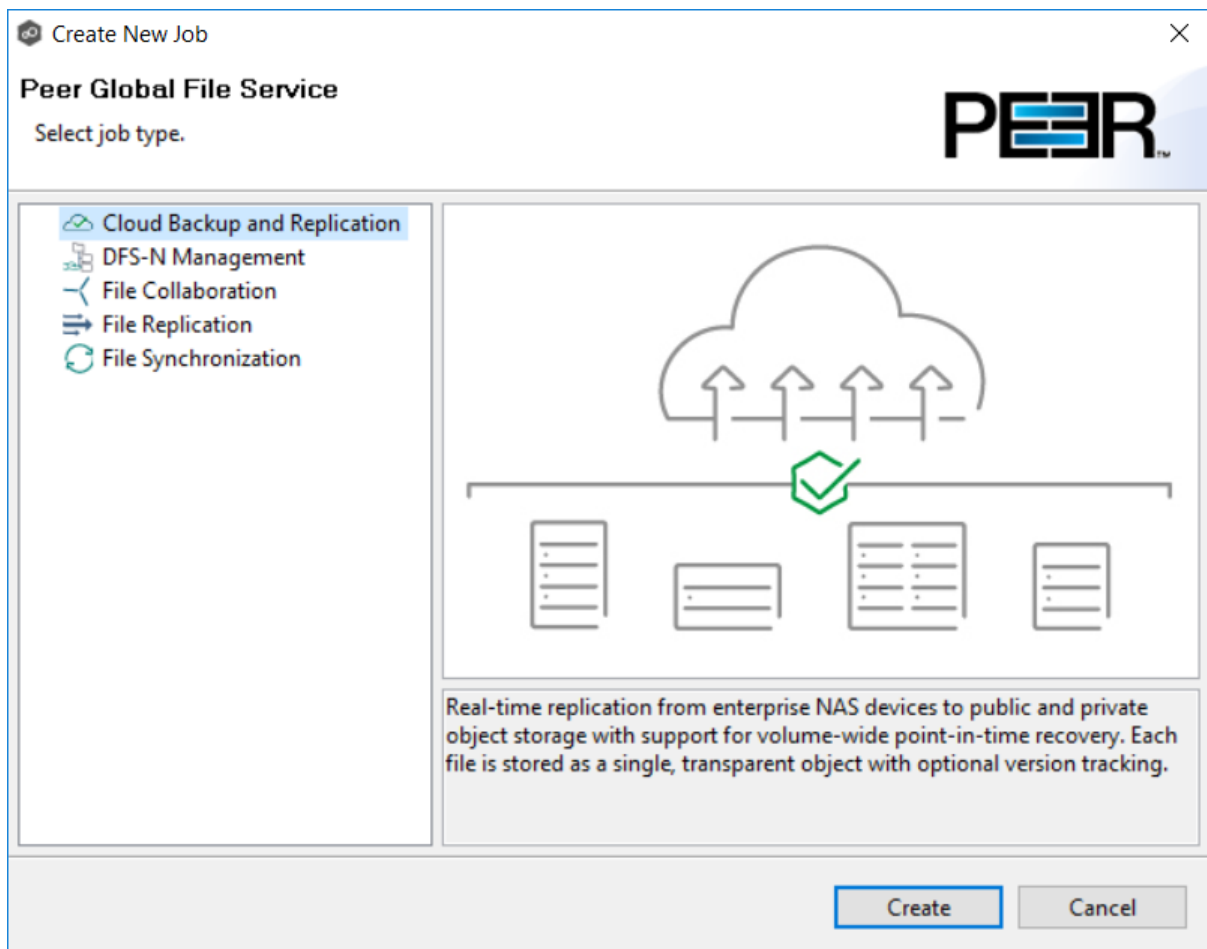 Create New Job
Peer Global File Service
Select job type.
PEER™
Cloud Backup and Replication
DFS-N Management
File Collaboration
File Replication
File Synchronization
Real-time replication from enterprise NAS devices to public and private
object storage with support for volume-wide point-in-time recovery. Each
file is stored as a single, transparent object with optional version tracking.
Create
Cancel